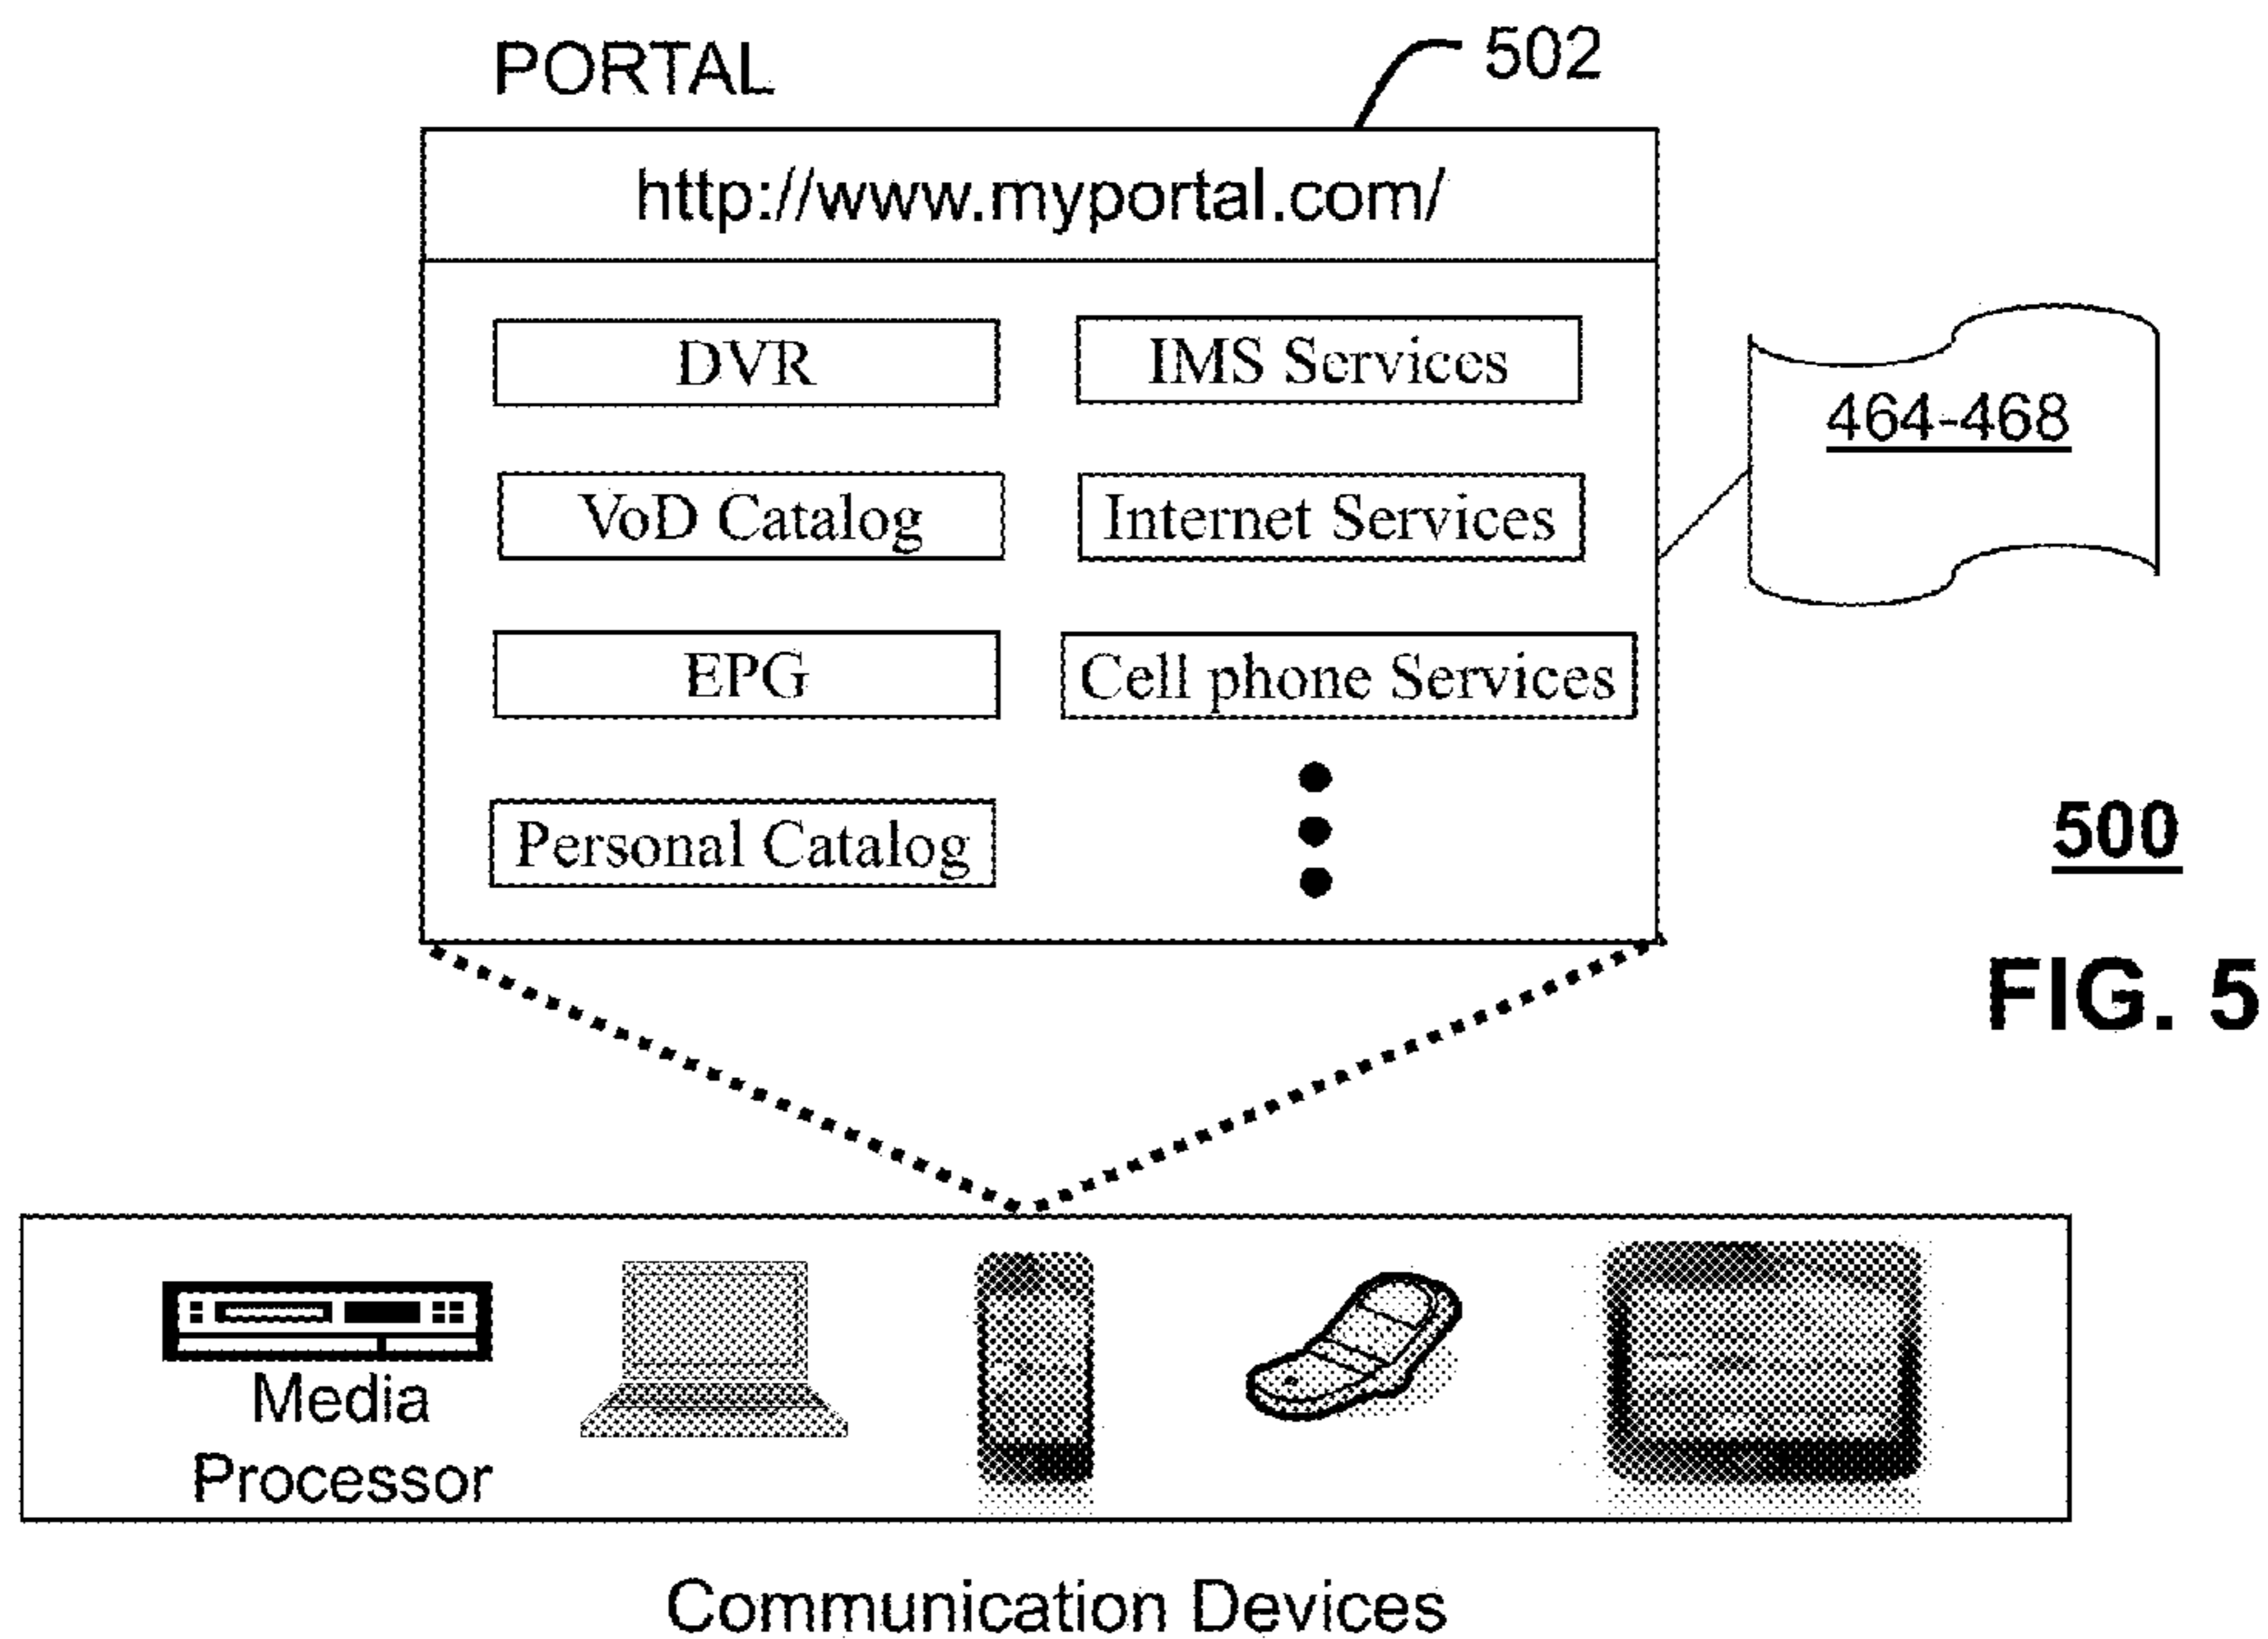 PORTAL
502
http://www.myportal.com/
DVR
IMS Services
464-468
VoD Catalog
Internet Services
EPG
Cell phone Services
Personal Catalog
500
FIG. 5
Media
Processor
Communication Devices